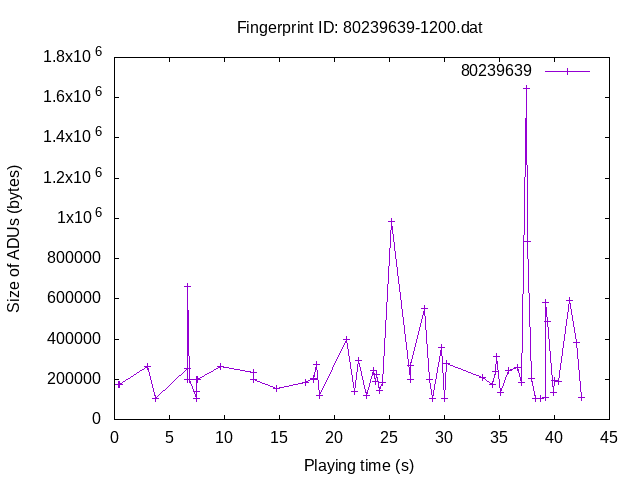 Fingerprint ID: 80239639-1200.dat
80239639
1.8x10^6
1.6x10^6
1.4x10^6
1.2x10^6
1x10^6
800000
600000
400000
200000
0
Size of ADUs (bytes)
0 5 10 15 20 25 30 35 40 45
Playing time (s)